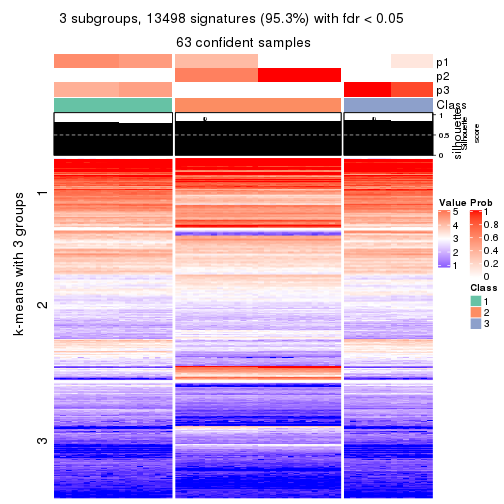 3 subgroups, 13498 signatures (95.3%) with fdr < 0.05
63 confident samples
p1
p2
p3
Class
1
0.5
0
silhouette
Silhouette
score
k-means with 3 groups
1
2
3
Value
5
4
3
2
1
Prob
1
0.8
0.6
0.4
0.2
0
Class
1
2
3